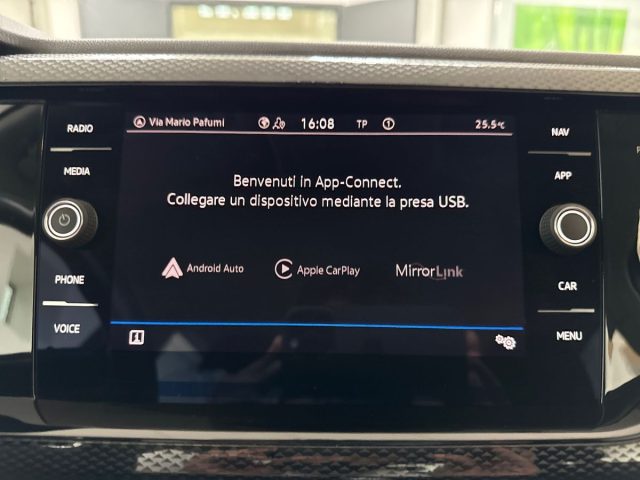 RADIO
MEDIA
PHONE
VOICE
Via Mario Pafumi 16:08 TP 1 25.5°C
Benvenuti in App-Connect.
Collegare un dispositivo mediante la presa USB.
Android Auto Apple CarPlay MirrorLink
NAV
APP
CAR
MENU